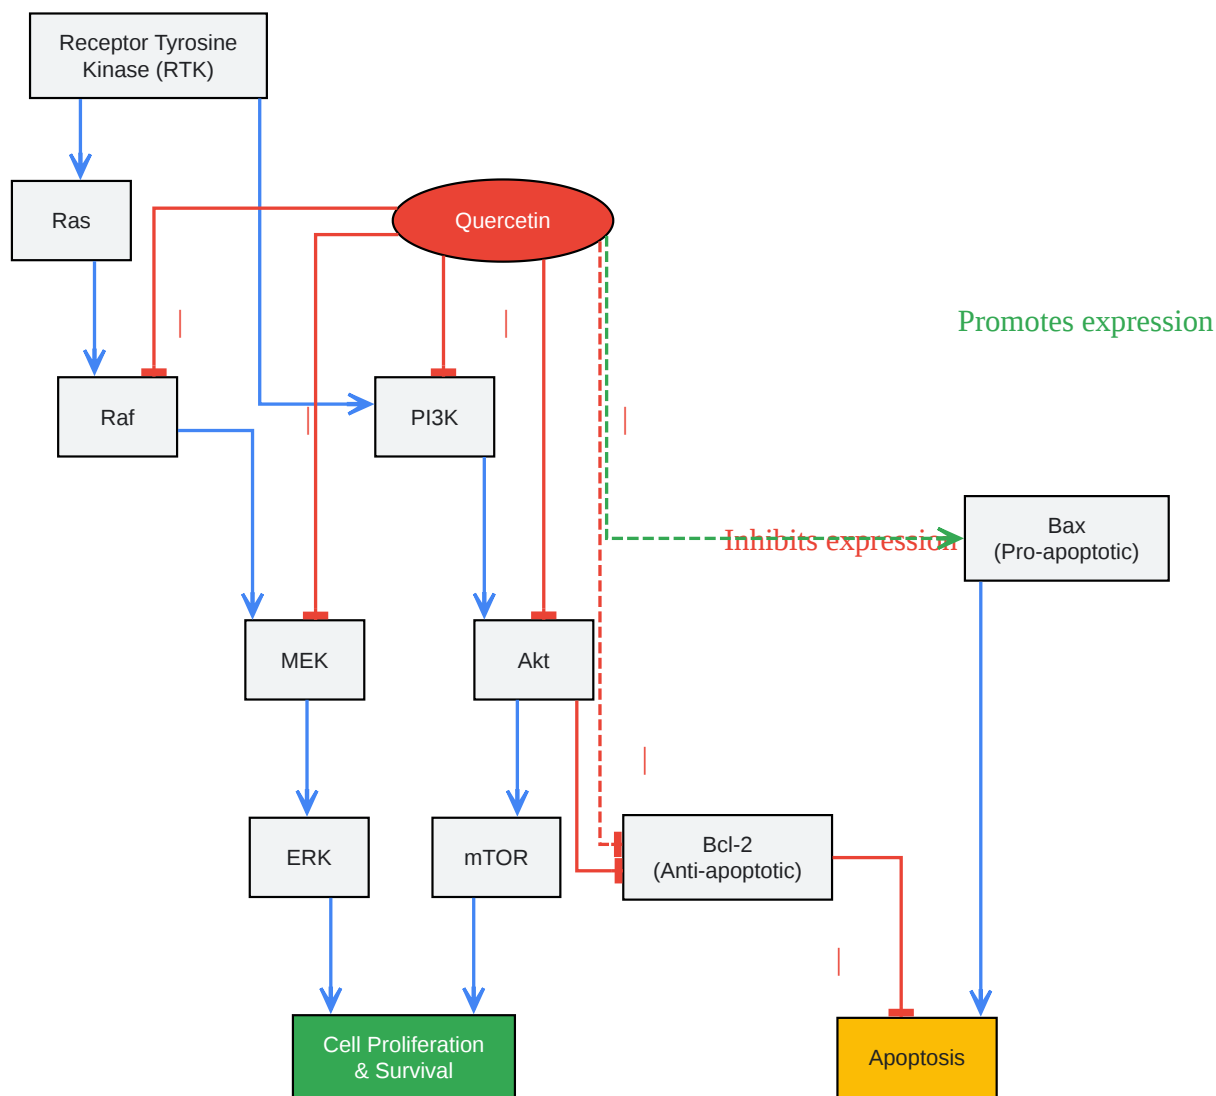 Receptor Tyrosine
Kinase (RTK)
Ras
Quercetin
|
|
Promotes expression
Raf
PI3K
|
|
Bax
(Pro-apoptotic)
Inhibits expression
MEK
Akt
|
ERK
mTOR
Bcl-2
(Anti-apoptotic)
|
Cell Proliferation
& Survival
Apoptosis